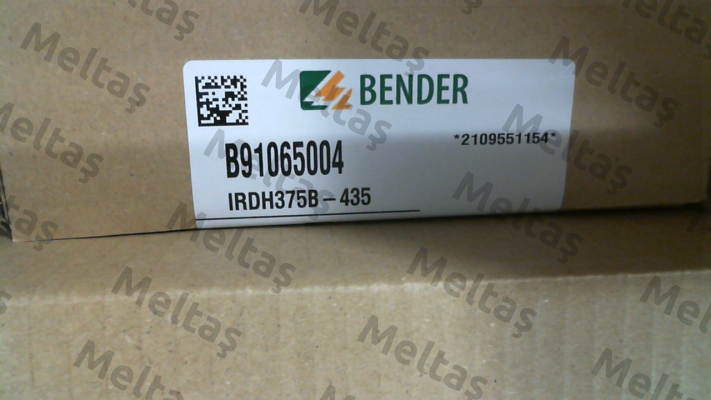 BENDER
*2109551154*
B91065004
IRDH375B-435
Meltaş